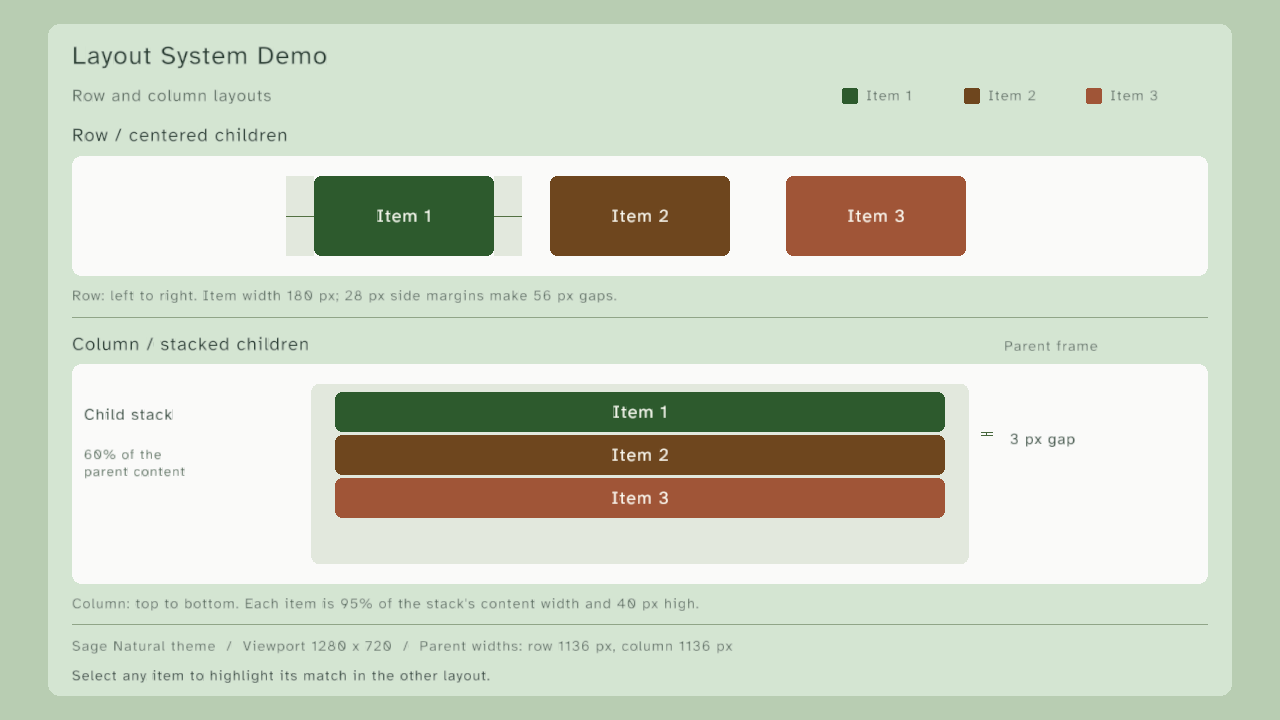 Layout System Demo
Row and column layouts
Item 1
Item 2
Item 3
Row / centered children
Item 1
Item 2
Item 3
Row: left to right. Item width 180 px; 28 px side margins make 56 px gaps.
Column / stacked children
Parent frame
Child stack
60% of the
parent content
Item 1
Item 2
Item 3
3 px gap
Column: top to bottom. Each item is 95% of the stack's content width and 40 px high.
Sage Natural theme / Viewport 1280 x 720 / Parent widths: row 1136 px, column 1136 px
Select any item to highlight its match in the other layout.